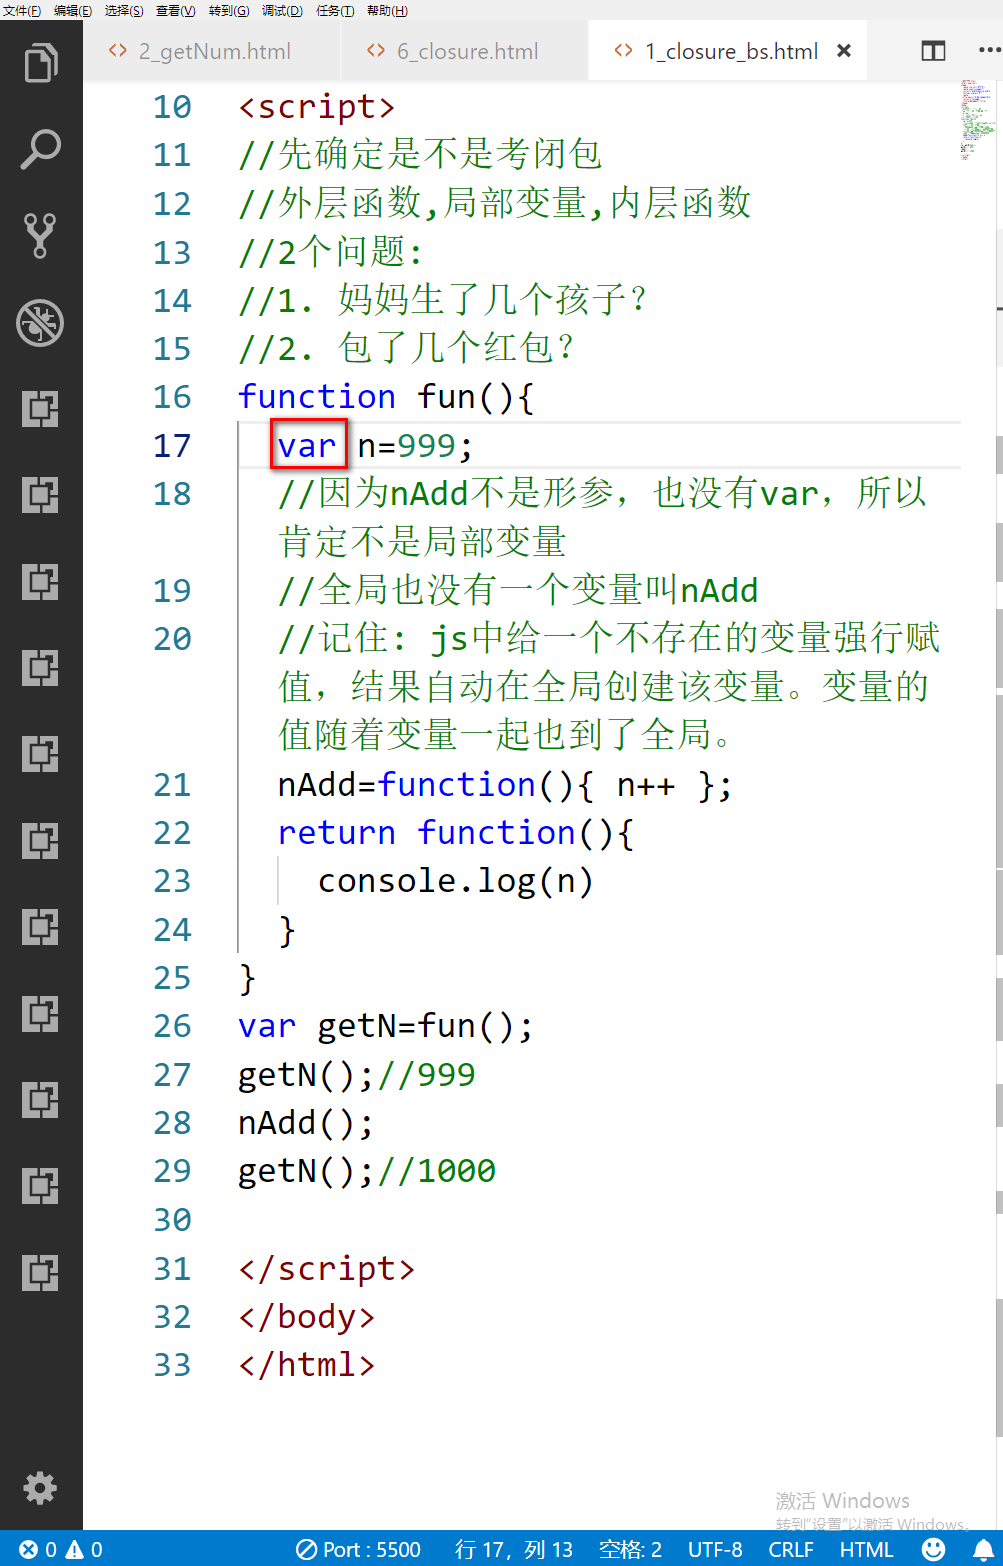 文件(F) 编辑(E) 选择(S) 查看(V) 转到(G) 调试(D) 任务(T) 帮助(H)
<> 2_getNum.html <> 6_closure.html <> 1_closure_bs.html ×
10 <script>
11 //先确定是不是考闭包
12 //外层函数,局部变量,内层函数
13 //2个问题:
14 //1. 妈妈生了几个孩子?
15 //2. 包了几个红包?
16 function fun(){
17 var n=999;
18 //因为nAdd不是形参，也没有var，所以
肯定不是局部变量
19 //全局也没有一个变量叫nAdd
20 //记住: js中给一个不存在的变量强行赋
值，结果自动在全局创建该变量。变量的
值随着变量一起也到了全局。
21 nAdd=function(){ n++ };
22 return function(){
23 console.log(n)
24 }
25 }
26 var getN=fun();
27 getN();//999
28 nAdd();
29 getN();//1000
30
31 </script>
32 </body>
33 </html>
激活 Windows
转到"设置"以激活 Windows。
0 0 Port : 5500 行 17，列 13 空格: 2 UTF-8 CRLF HTML